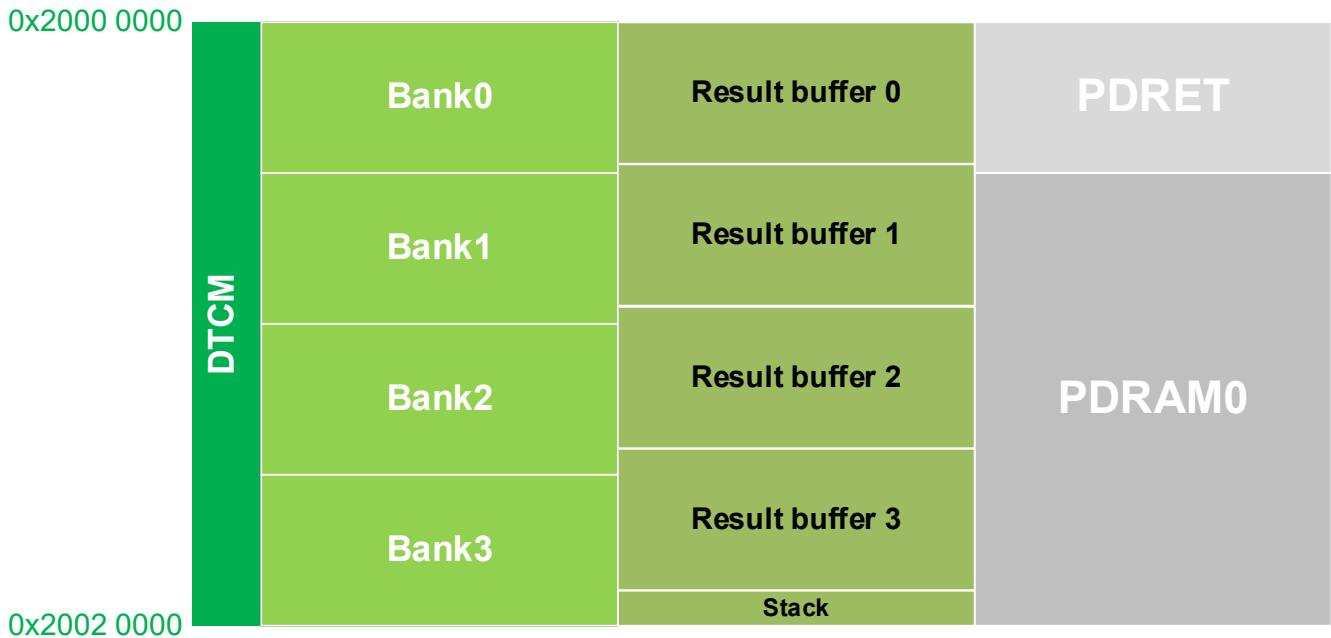 0x2000 0000
DTCM
Bank0
Bank1
Bank2
Bank3
Result buffer 0
Result buffer 1
Result buffer 2
Result buffer 3
Stack
PDRET
PDRAM0
0x2002 0000